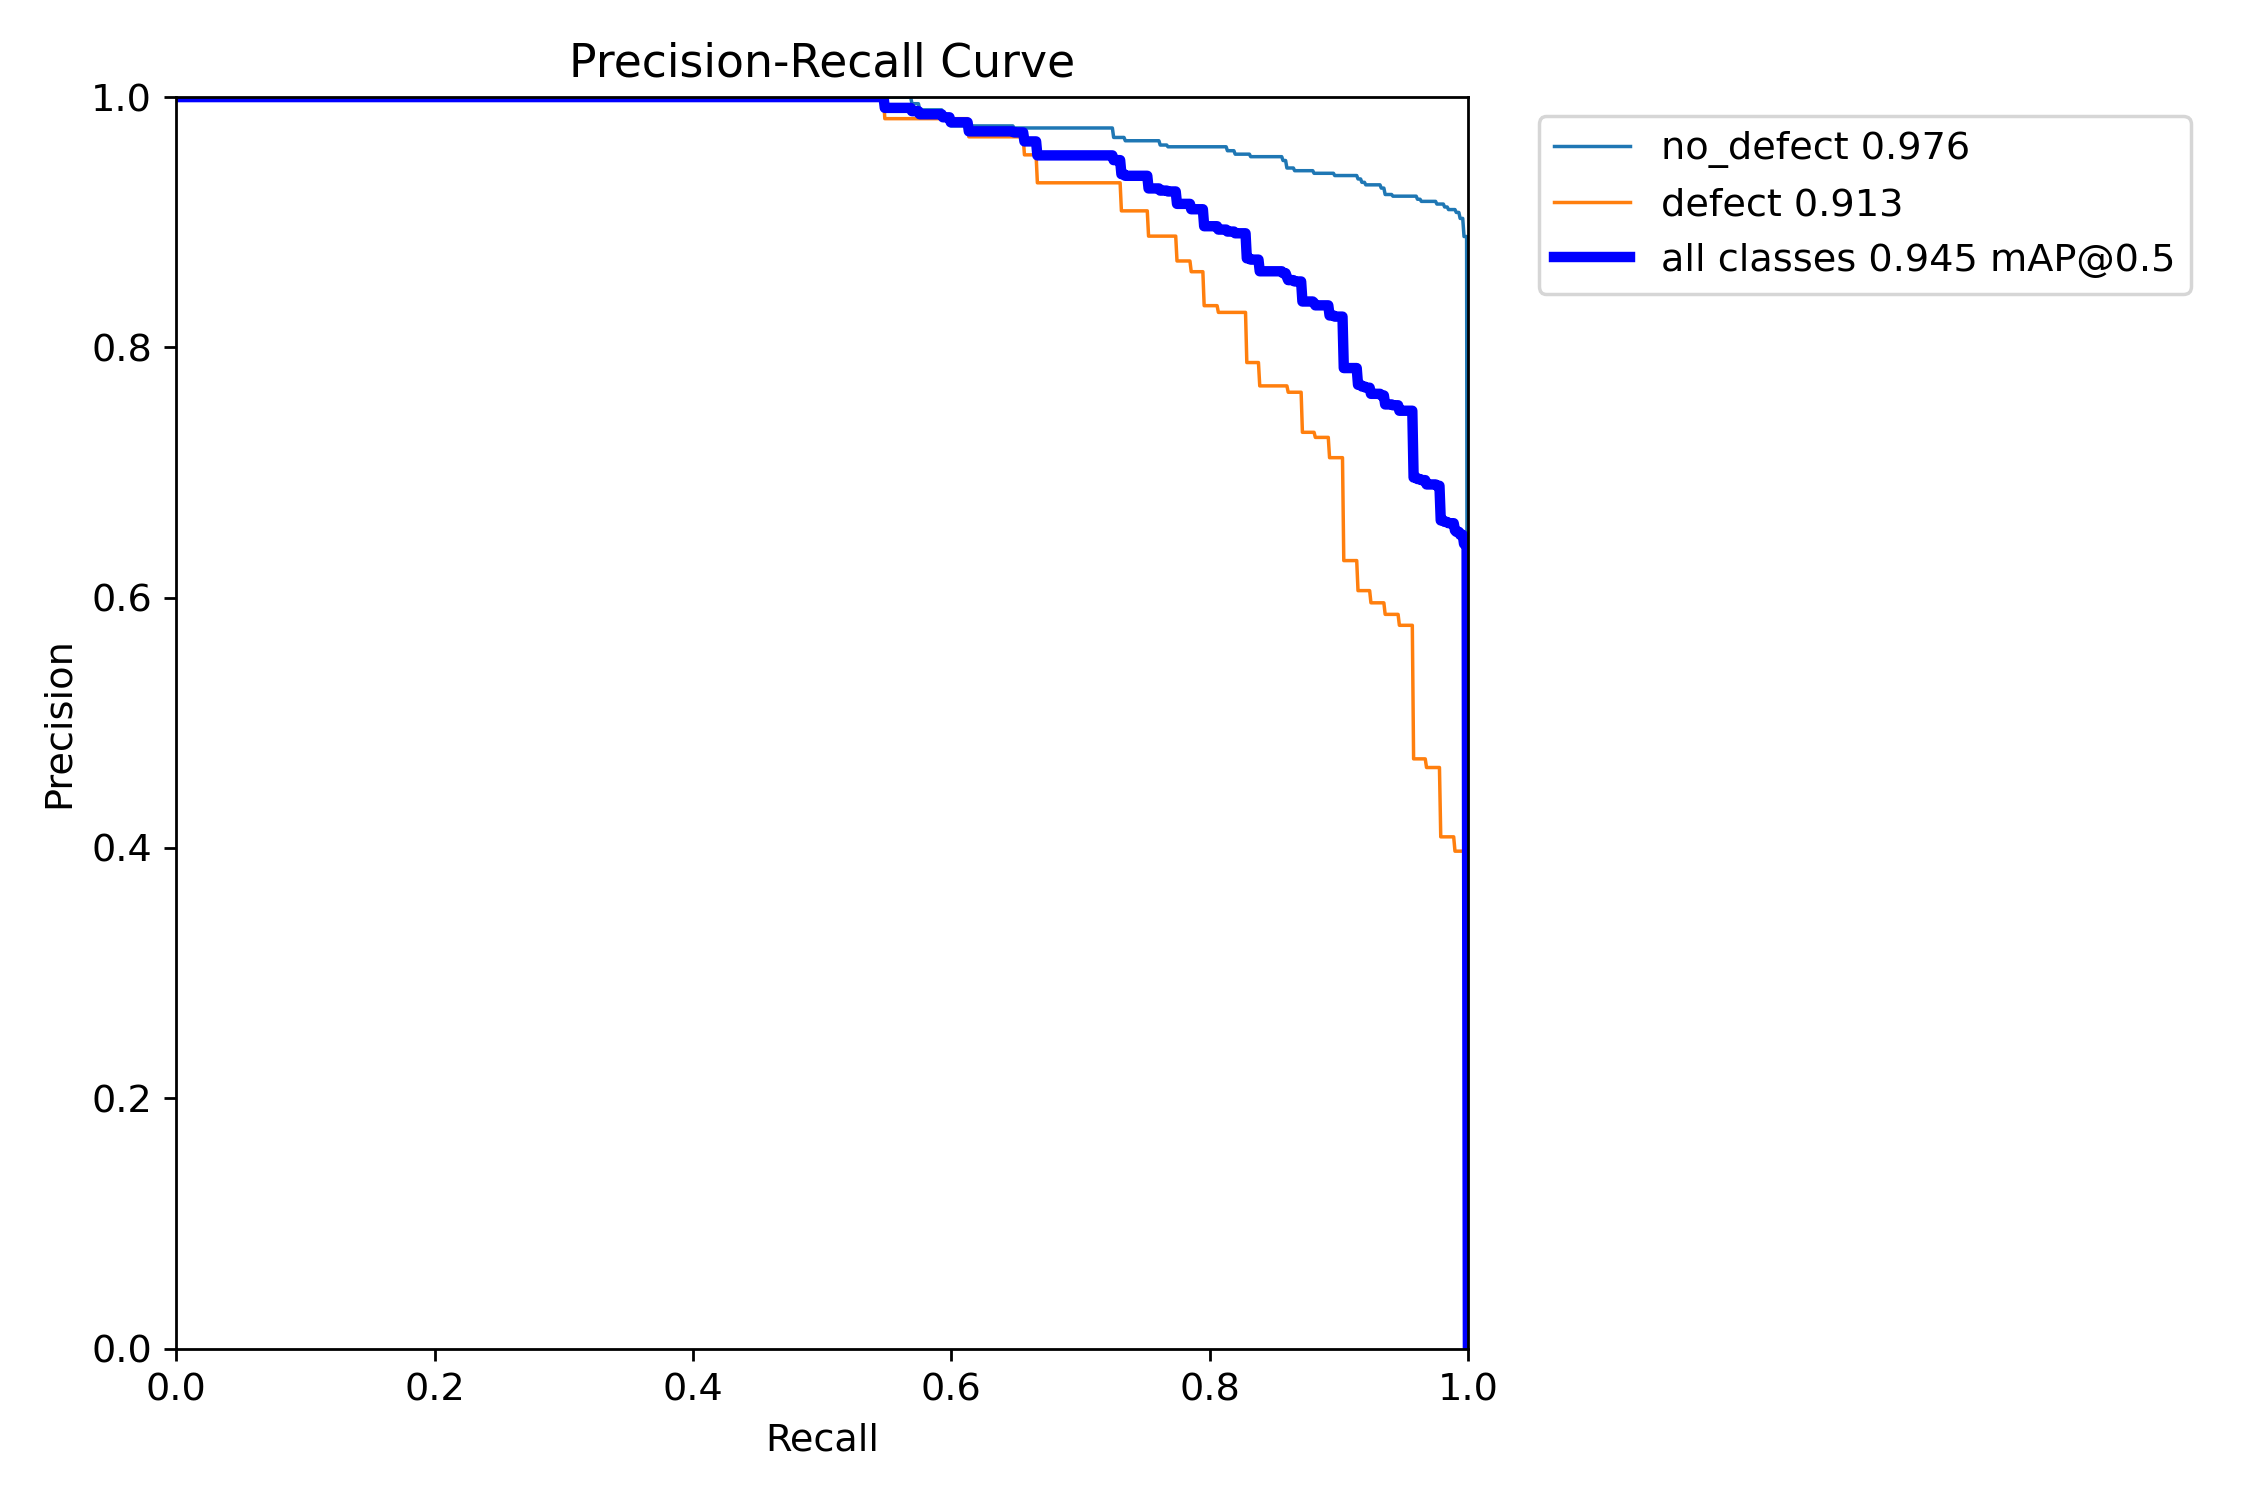 Precision-Recall Curve
1.0
0.8
0.6
0.4
0.2
0.0
Precision
0.0 0.2 0.4 0.6 0.8 1.0
Recall
no_defect 0.976
defect 0.913
all classes 0.945 mAP@0.5